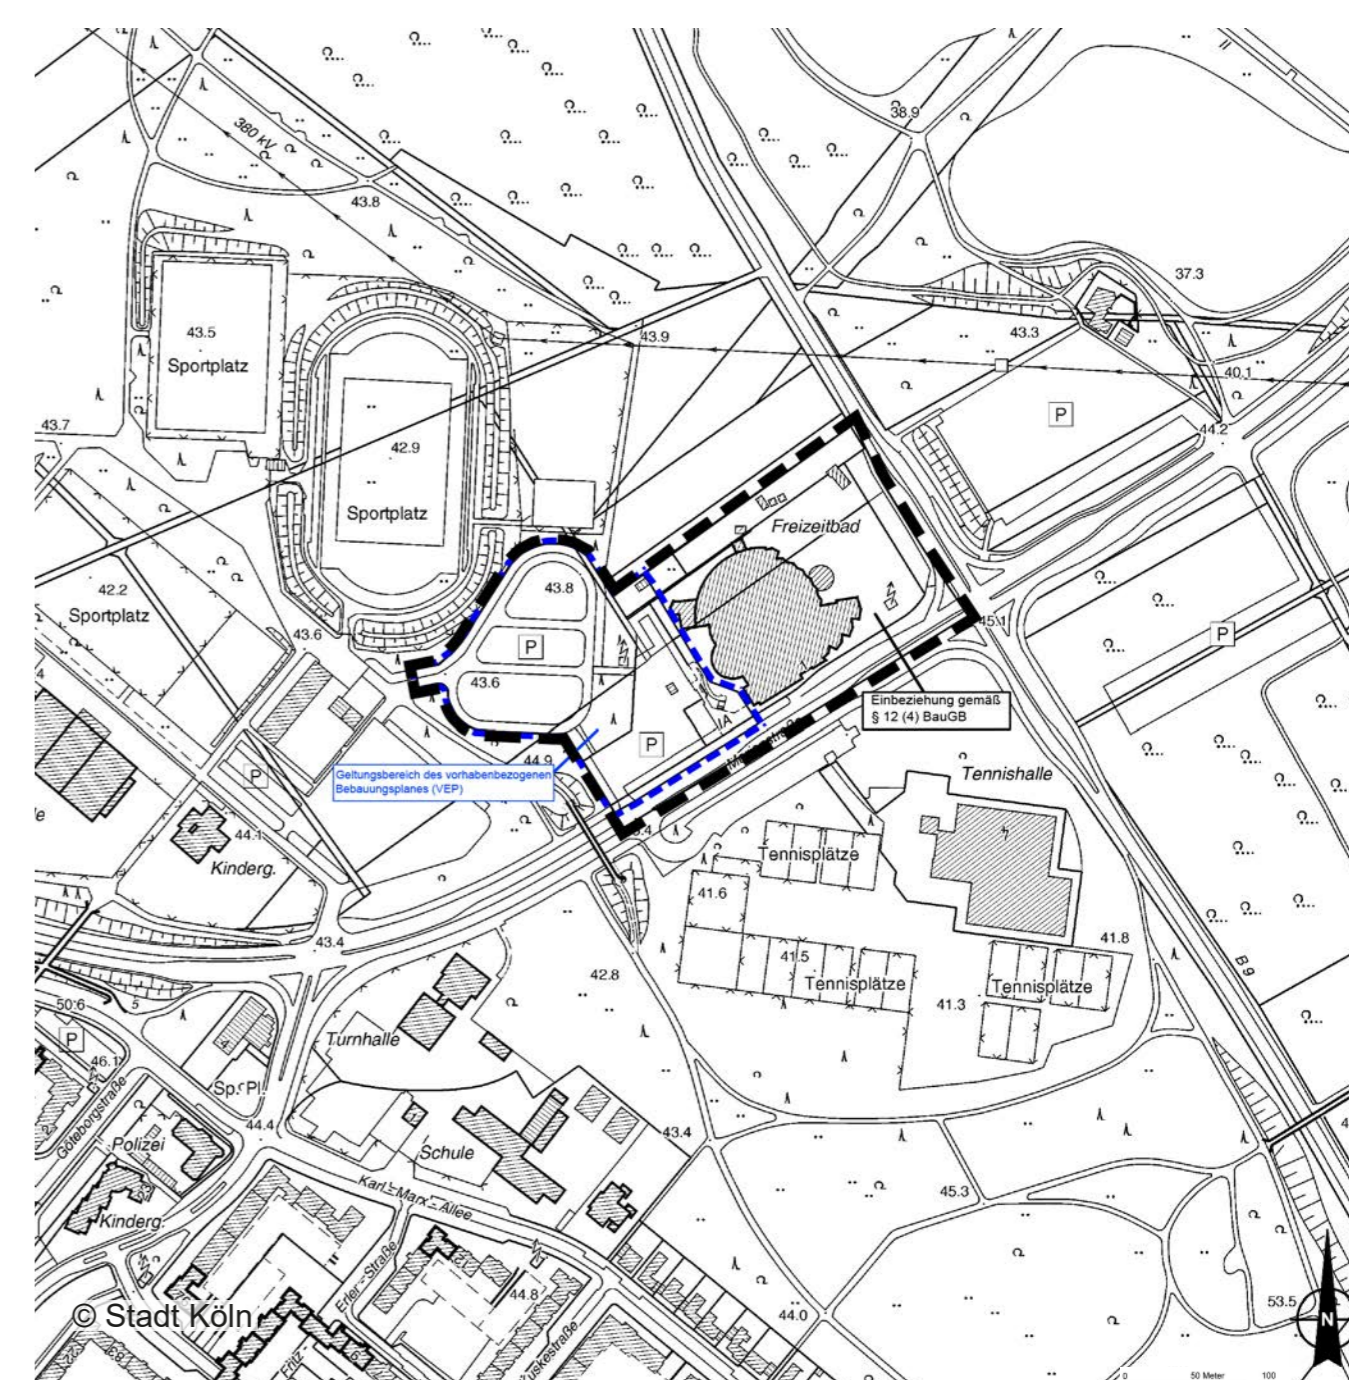 38.9
380 kV
43.8
37.3
43.5
Sportplatz
43.9
43.3
40.1
43.7
P
44.2
42.9
Sportplatz
Freizeitbad
42.2
Sportplatz
43.8
43.6
P
45.1
P
43.6
Einbeziehung gemäß
§ 12 (4) BauGB
P
44.9
Geltungsbereich des vorhabenbezogenen
Bebauungsplanes (VEP)
P
Tennishalle
44.1
Kinderg.
Tennisplätze
41.6
43.4
41.8
41.5
42.8
Tennisplätze
Tennisplätze
41.3
B 9
50.6
5
P
46.1
Turnhalle
Sp. Pl.
Göteborgstraße
44.4
Polizei
43.4
Schule
Karl-Marx-Allee
45.3
Kinderg.
Erler-Straße
44.8
44.0
53.5
© Stadt Köln
N
Fritz-
0 50 Meter 100